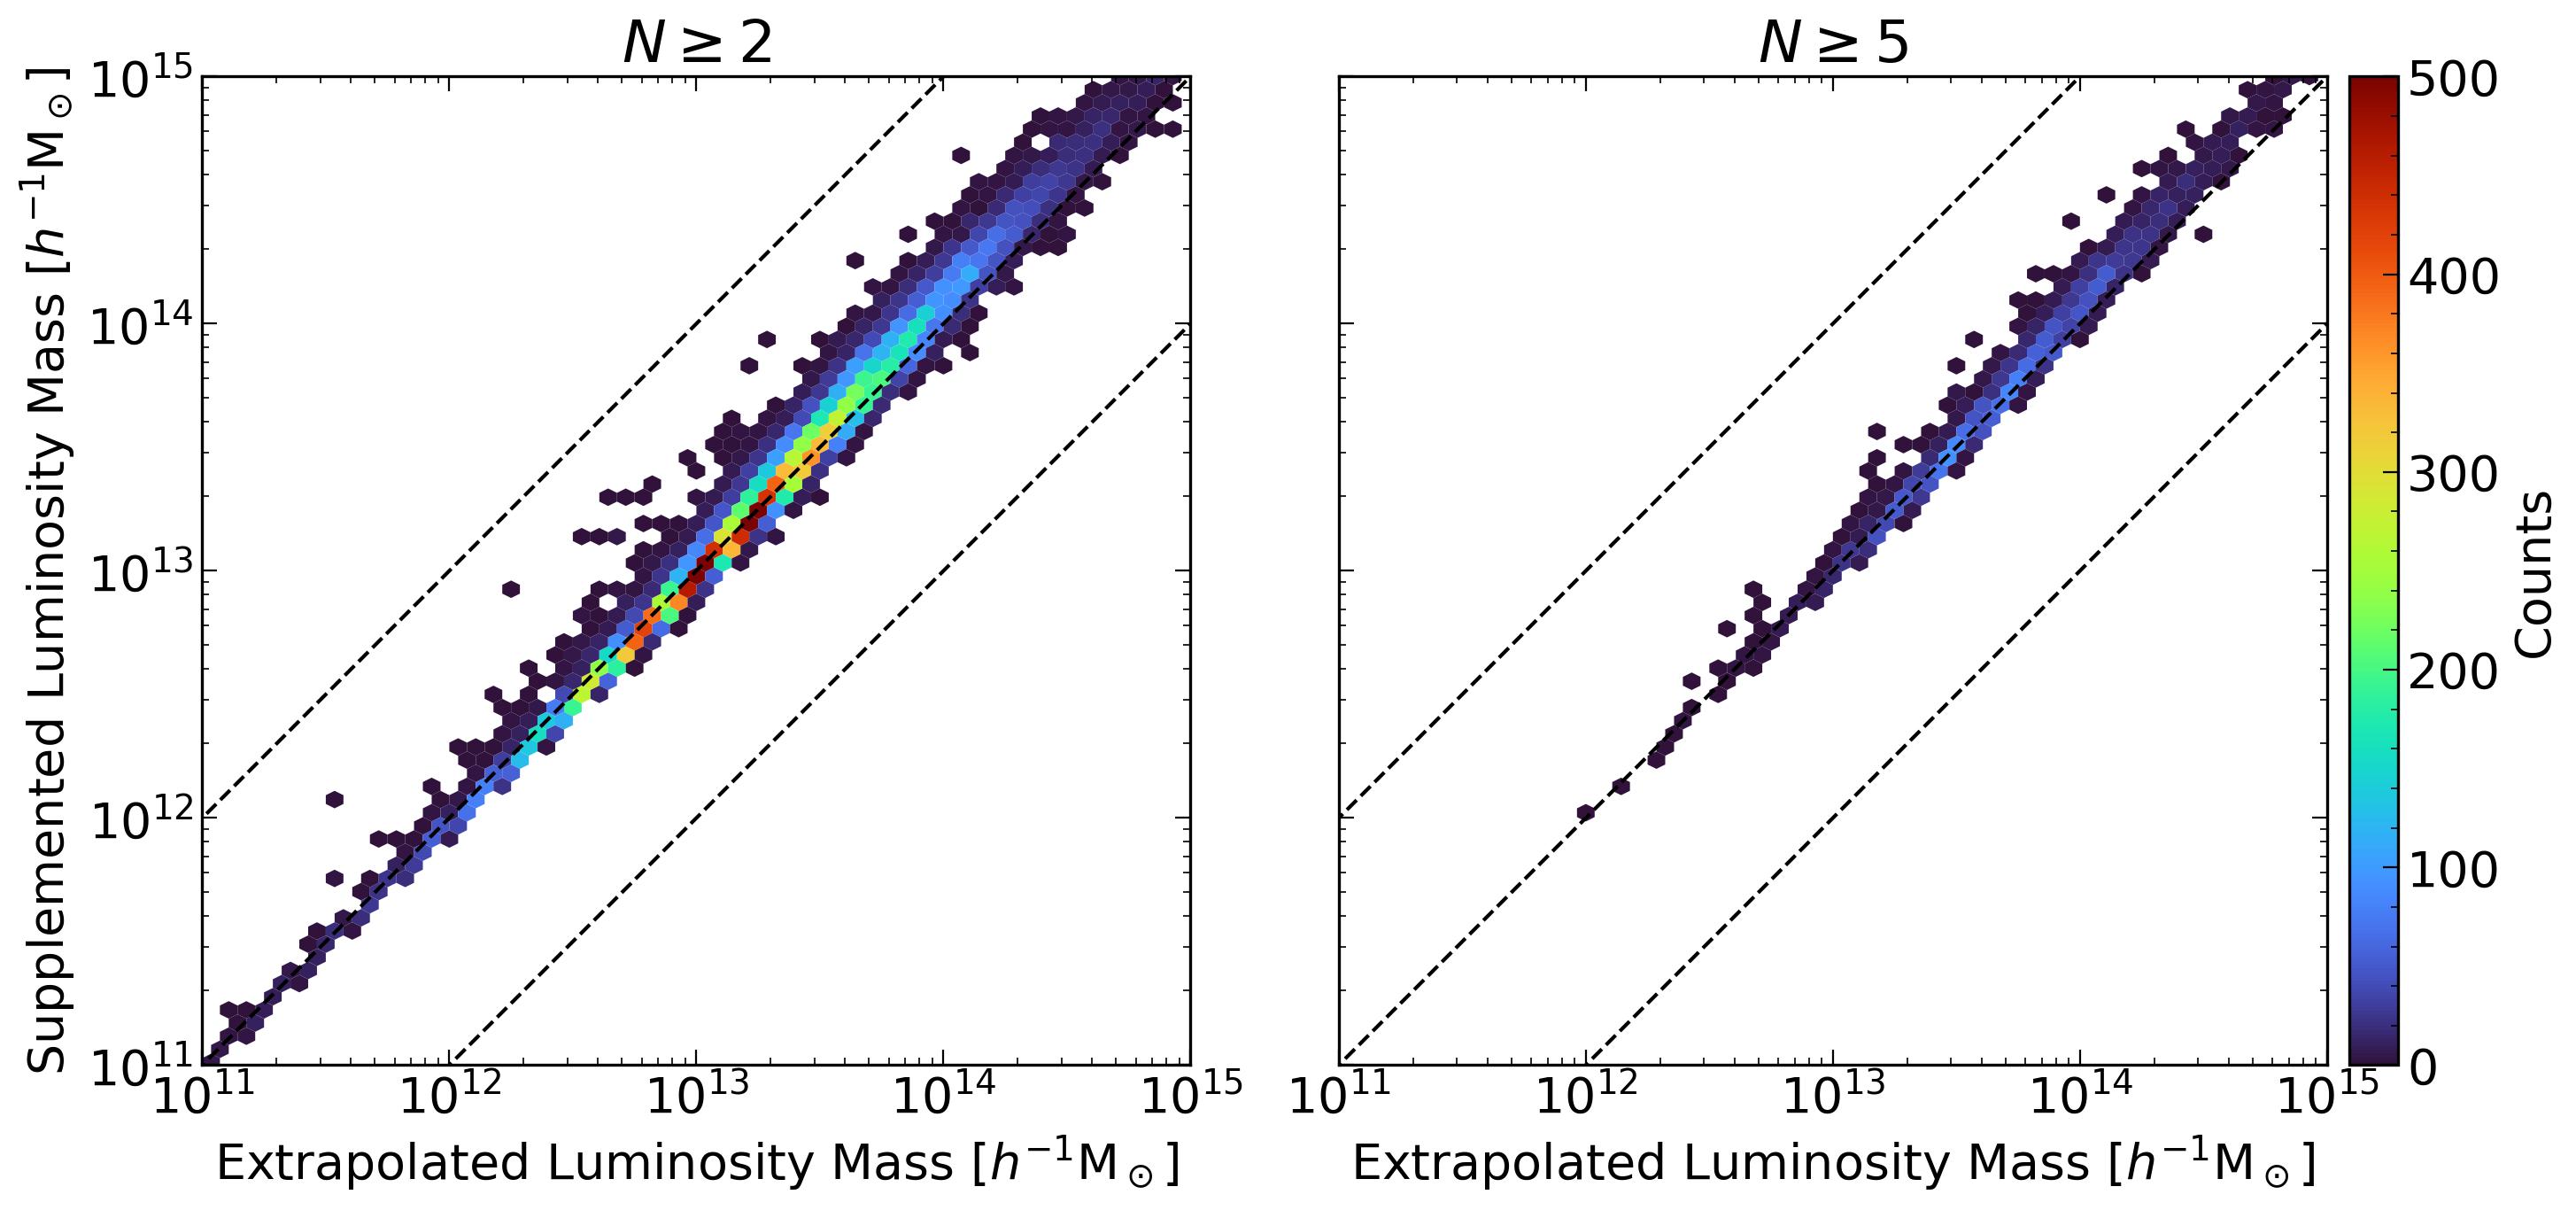 N ≥ 2
N ≥ 5
Supplemented Luminosity Mass [h⁻¹M⊙]
10¹⁵
10¹⁴
10¹³
10¹²
10¹¹
10¹¹ 10¹² 10¹³ 10¹⁴ 10¹⁵
Extrapolated Luminosity Mass [h⁻¹M⊙]
10¹¹ 10¹² 10¹³ 10¹⁴ 10¹⁵
Extrapolated Luminosity Mass [h⁻¹M⊙]
500
400
300
200
100
0
Counts